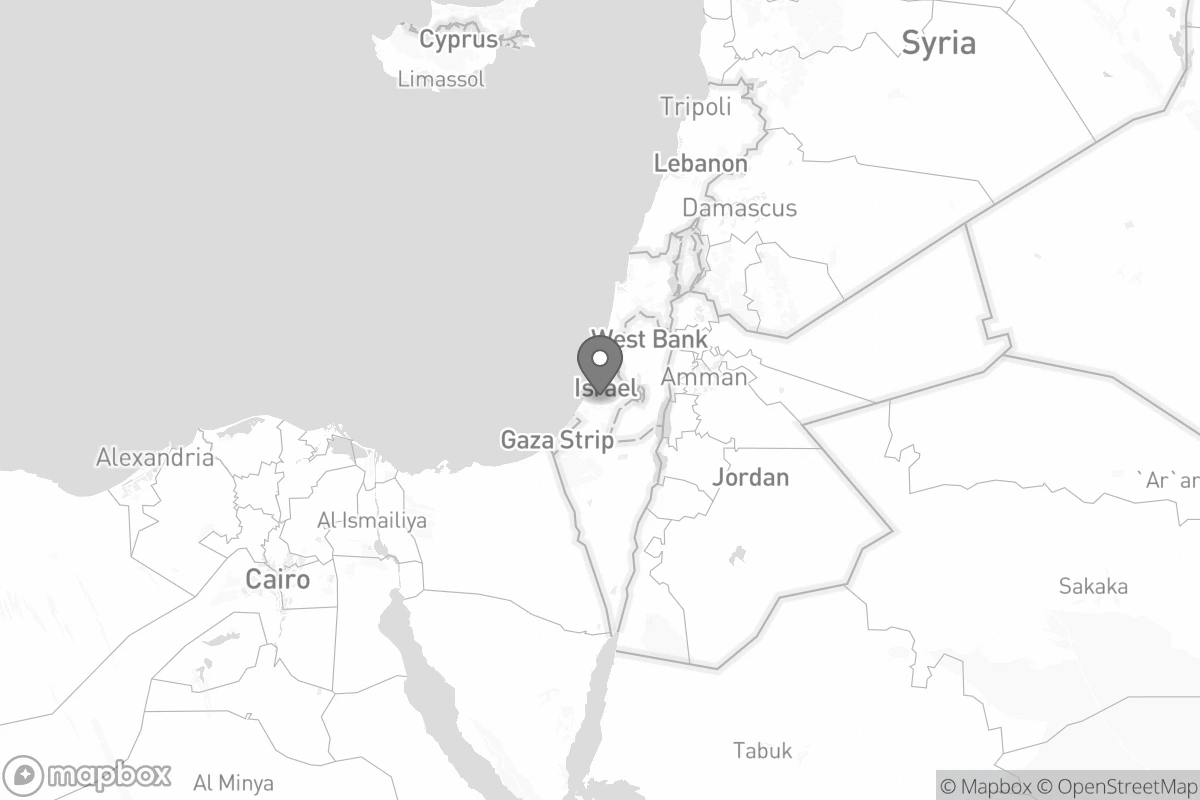 Cyprus
Limassol
Syria
Tripoli
Lebanon
Damascus
West Bank
Amman
Israel
Gaza Strip
Alexandria
Jordan
`Ar`ar
Al Ismailiya
Cairo
Sakaka
Tabuk
Al Minya
mapbox
© Mapbox © OpenStreetMap